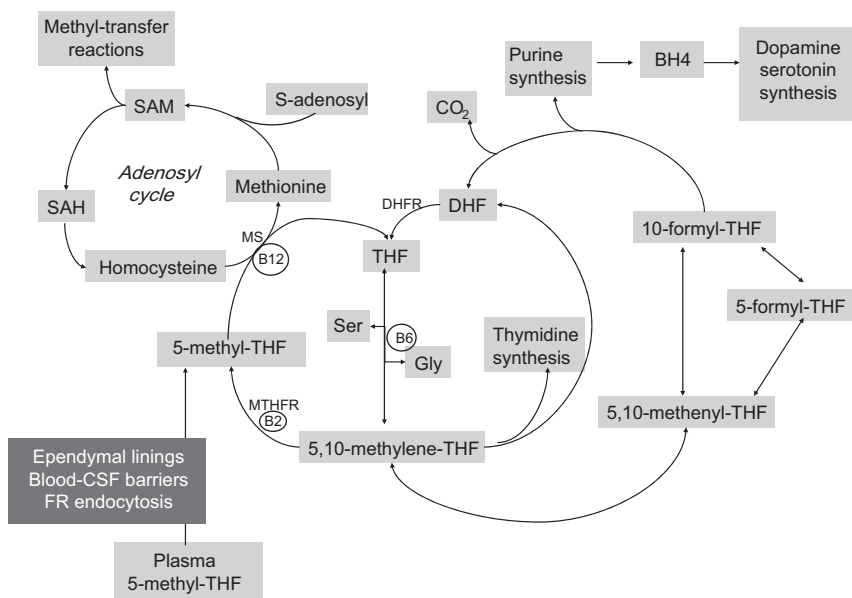 Methyl-transfer
reactions
SAM
S-adenosyl
Adenosyl
cycle
SAH
Methionine
Homocysteine
MS
B12
5-methyl-THF
MTHFR
B2
Ependymal linings
Blood-CSF barriers
FR endocytosis
Plasma
5-methyl-THF
CO2
DHFR
DHF
THF
Ser
B6
Gly
Thymidine
synthesis
5,10-methylene-THF
Purine
synthesis
BH4
Dopamine
serotonin
synthesis
10-formyl-THF
5-formyl-THF
5,10-methenyl-THF